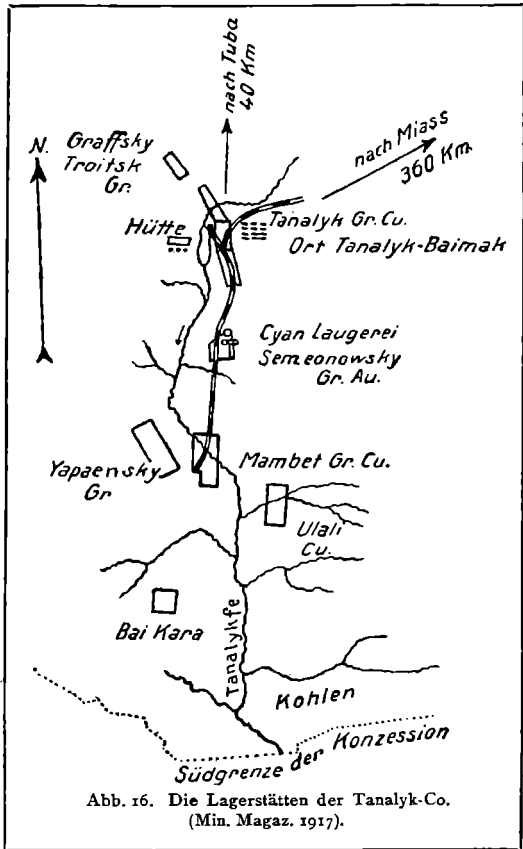 nach Tuba
40 Km
N.
Graffsky
Troitsk
Gr.
nach Miass
360 Km.
Hütte
Tanalyk Gr. Cu.
Ort Tanalyk-Baimak
Cyan Laugerei
Semeonowsky
Gr. Au.
Yapaensky
Gr
Mambet Gr. Cu.
Ulali
Cu.
Bai Kara
Tanalykfe
Kohlen
Südgrenze der Konzession
Abb. 16. Die Lagerstätten der Tanalyk-Co.
(Min. Magaz. 1917).